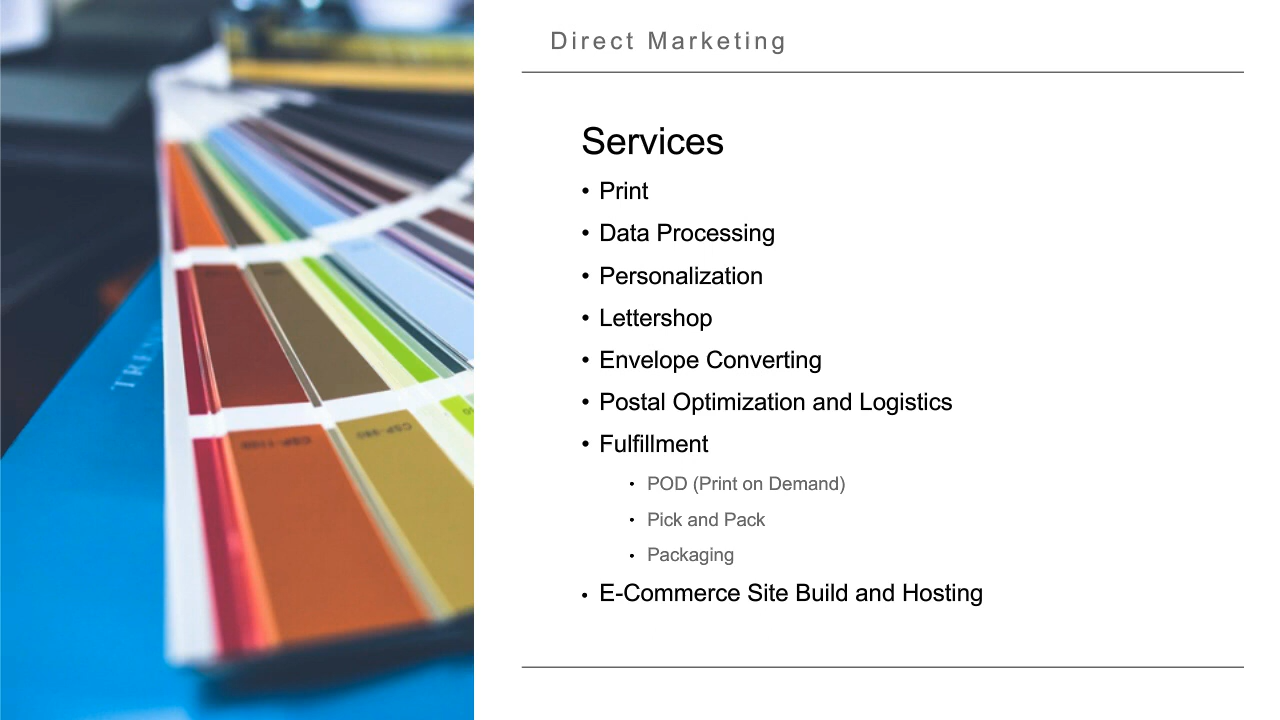 Direct Marketing
Services
• Print
• Data Processing
• Personalization
• Lettershop
• Envelope Converting
• Postal Optimization and Logistics
• Fulfillment
• POD (Print on Demand)
• Pick and Pack
• Packaging
• E-Commerce Site Build and Hosting